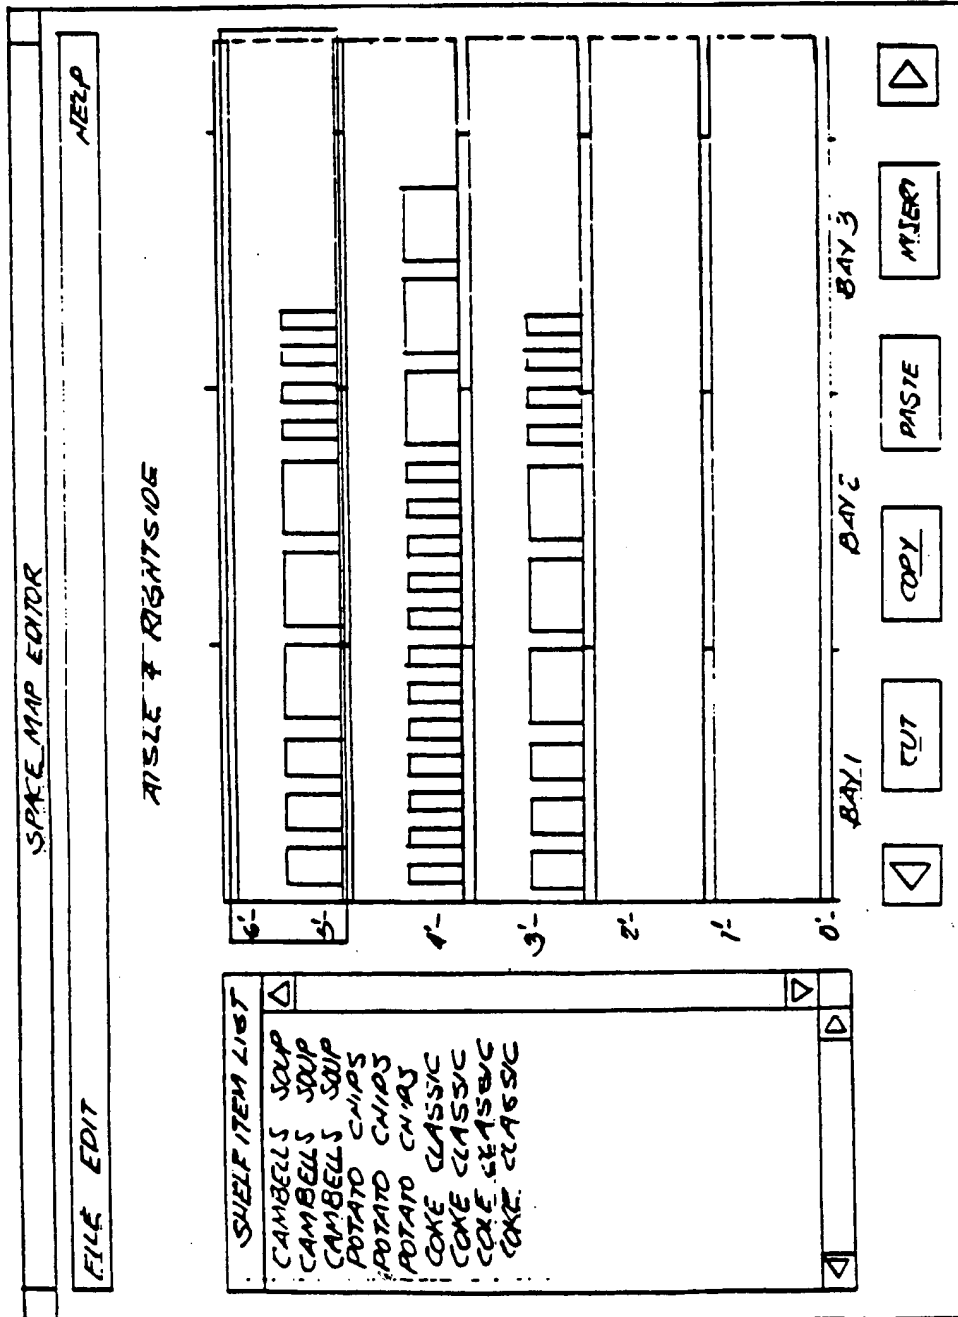 SPACE MAP EDITOR
FILE EDIT HELP
AISLE 7 RIGHTSIDE
SHELF ITEM LIST
CAMBELLS SOUP
CAMBELLS SOUP
CAMBELLS SOUP
POTATO CHIPS
POTATO CHIPS
POTATO CHIPS
COKE CLASSIC
COKE CLASSIC
COKE CLASSIC
COKE CLASSIC
6'-
5'-
4'-
3'-
2'-
1'-
0'-
BAY 1 BAY 2 BAY 3
CUT COPY PASTE INSERT